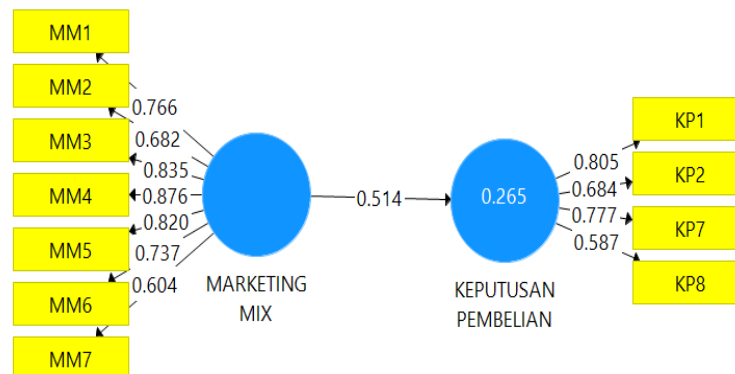 MM1
MM2
MM3
MM4
MM5
MM6
MM7
0.766
0.682
0.835
0.876
0.820
0.737
0.604
MARKETING
MIX
0.514
0.265
KEPUTUSAN
PEMBELIAN
0.805
0.684
0.777
0.587
KP1
KP2
KP7
KP8